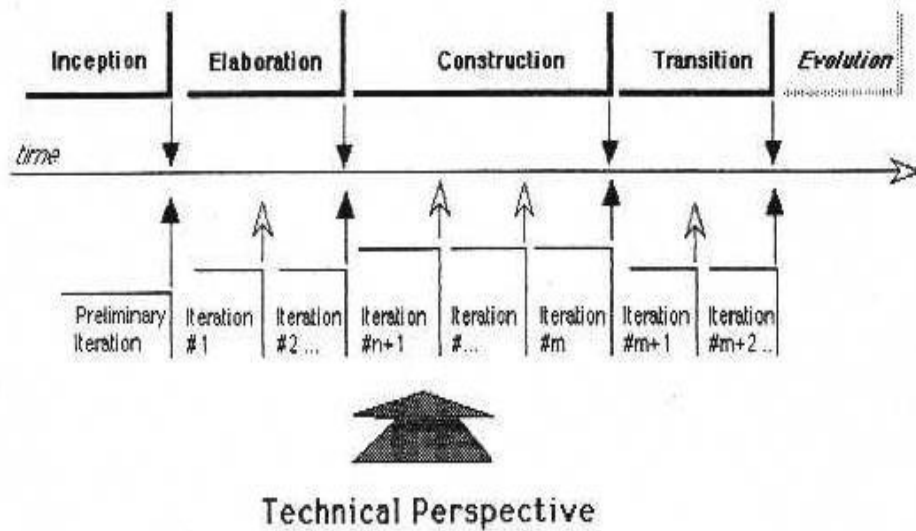 Inception Elaboration Construction Transition Evolution
time
Preliminary Iteration Iteration Iteration Iteration Iteration Iteration Iteration
Iteration #1 #2 ... #n+1 #... #m #m+1 #m+2 ..
Technical Perspective